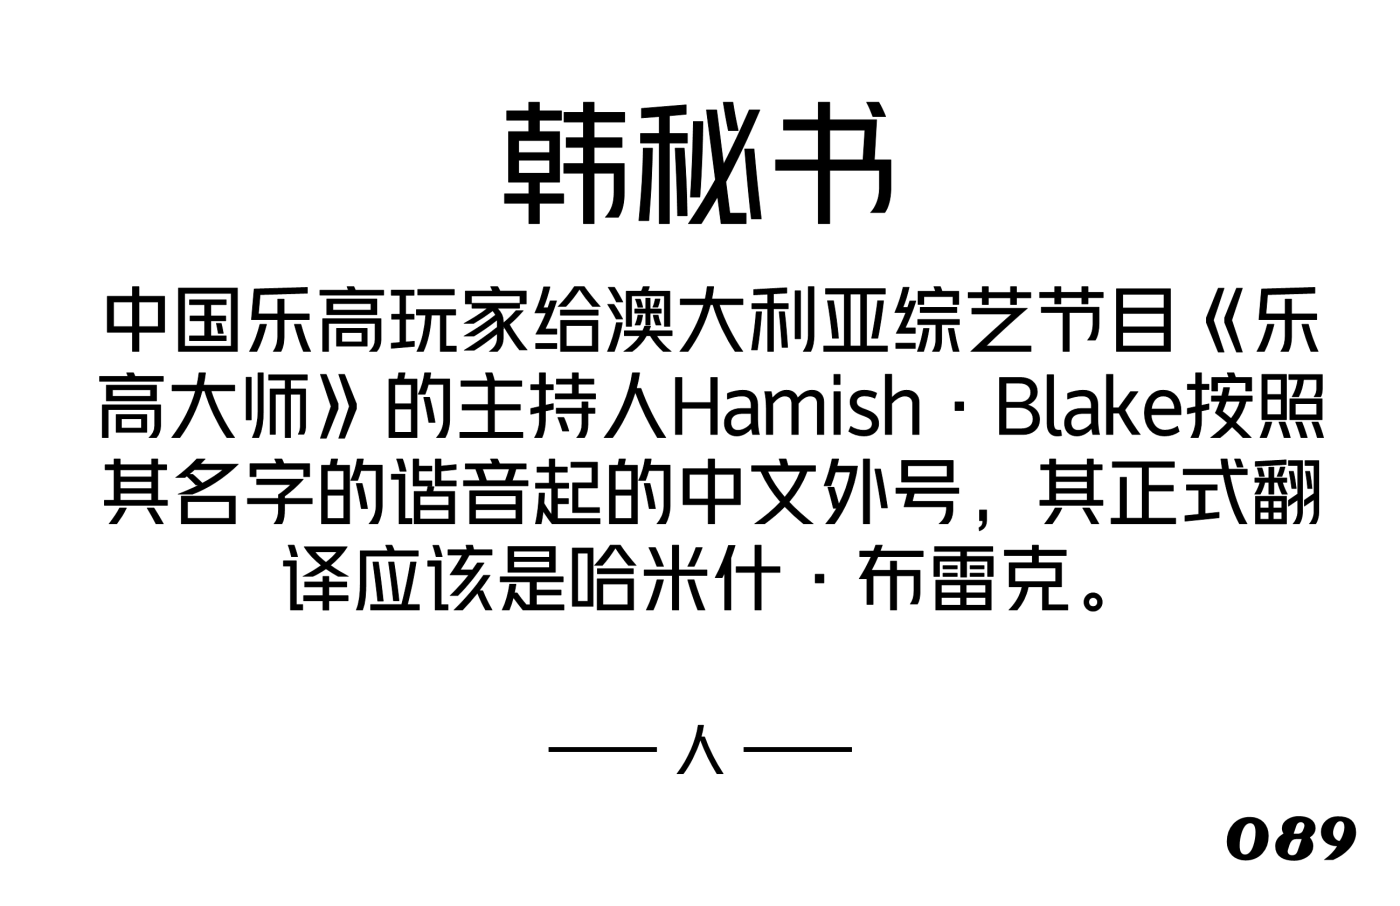 韩秘书
中国乐高玩家给澳大利亚综艺节目《乐
高大师》的主持人Hamish · Blake按照
其名字的谐音起的中文外号，其正式翻
译应该是哈米什 · 布雷克。
—— 人 ——
089